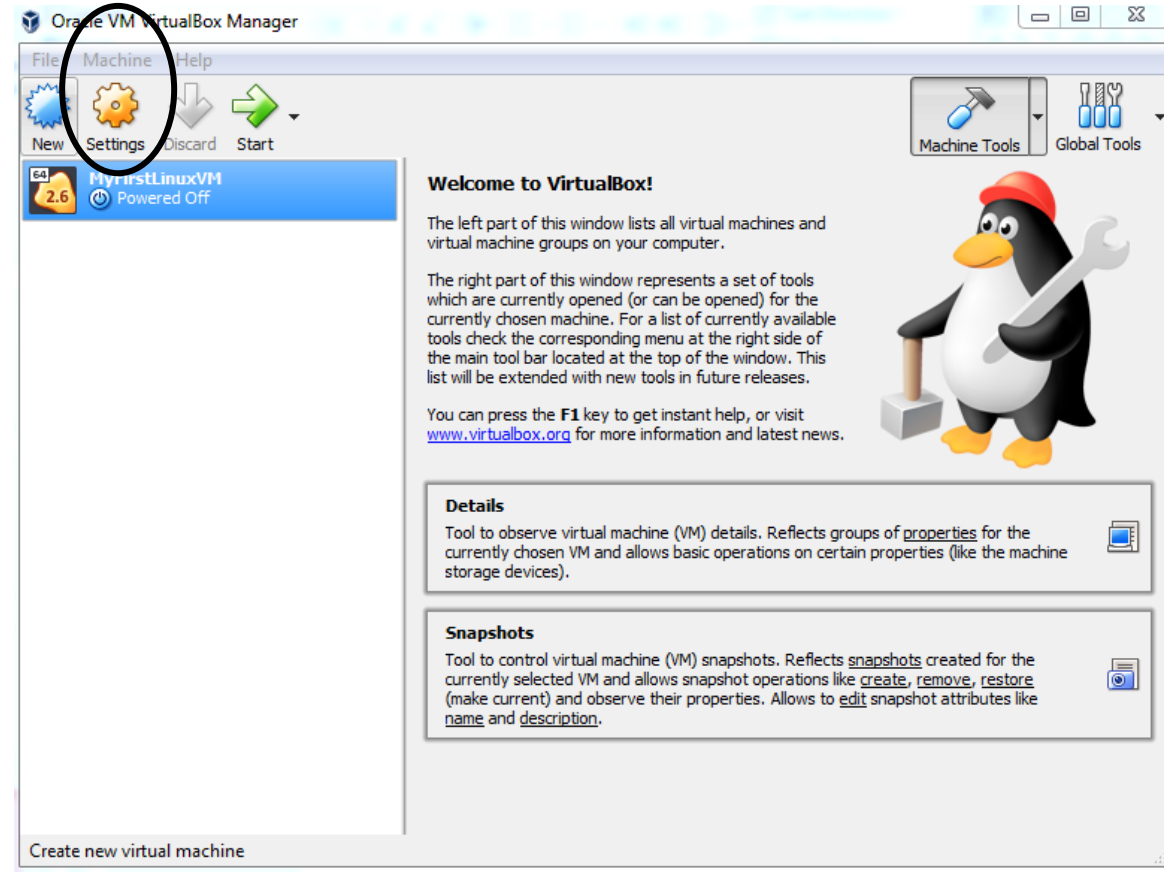 Oracle VM VirtualBox Manager
File Machine Help
New Settings Discard Start
Machine Tools Global Tools
64
2.6
MyFirstLinuxVM
Powered Off
Welcome to VirtualBox!
The left part of this window lists all virtual machines and
virtual machine groups on your computer.
The right part of this window represents a set of tools
which are currently opened (or can be opened) for the
currently chosen machine. For a list of currently available
tools check the corresponding menu at the right side of
the main tool bar located at the top of the window. This
list will be extended with new tools in future releases.
You can press the F1 key to get instant help, or visit
www.virtualbox.org for more information and latest news.
Details
Tool to observe virtual machine (VM) details. Reflects groups of properties for the
currently chosen VM and allows basic operations on certain properties (like the machine
storage devices).
Snapshots
Tool to control virtual machine (VM) snapshots. Reflects snapshots created for the
currently selected VM and allows snapshot operations like create, remove, restore
(make current) and observe their properties. Allows to edit snapshot attributes like
name and description.
Create new virtual machine